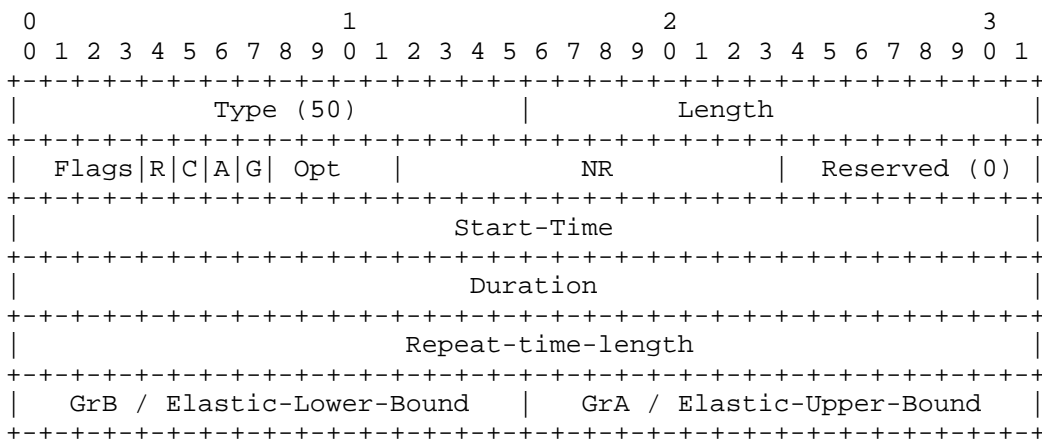 0                   1                   2                   3
 0 1 2 3 4 5 6 7 8 9 0 1 2 3 4 5 6 7 8 9 0 1 2 3 4 5 6 7 8 9 0 1
+-+-+-+-+-+-+-+-+-+-+-+-+-+-+-+-+-+-+-+-+-+-+-+-+-+-+-+-+-+-+-+-+
|            Type (50)          |         Length                |
+-+-+-+-+-+-+-+-+-+-+-+-+-+-+-+-+-+-+-+-+-+-+-+-+-+-+-+-+-+-+-+-+
|  Flags|R|C|A|G| Opt   |           NR          |  Reserved (0) |
+-+-+-+-+-+-+-+-+-+-+-+-+-+-+-+-+-+-+-+-+-+-+-+-+-+-+-+-+-+-+-+-+
|                           Start-Time                          |
+-+-+-+-+-+-+-+-+-+-+-+-+-+-+-+-+-+-+-+-+-+-+-+-+-+-+-+-+-+-+-+-+
|                            Duration                           |
+-+-+-+-+-+-+-+-+-+-+-+-+-+-+-+-+-+-+-+-+-+-+-+-+-+-+-+-+-+-+-+-+
|                        Repeat-time-length                     |
+-+-+-+-+-+-+-+-+-+-+-+-+-+-+-+-+-+-+-+-+-+-+-+-+-+-+-+-+-+-+-+-+
|   GrB / Elastic-Lower-Bound   |   GrA / Elastic-Upper-Bound   |
+-+-+-+-+-+-+-+-+-+-+-+-+-+-+-+-+-+-+-+-+-+-+-+-+-+-+-+-+-+-+-+-+